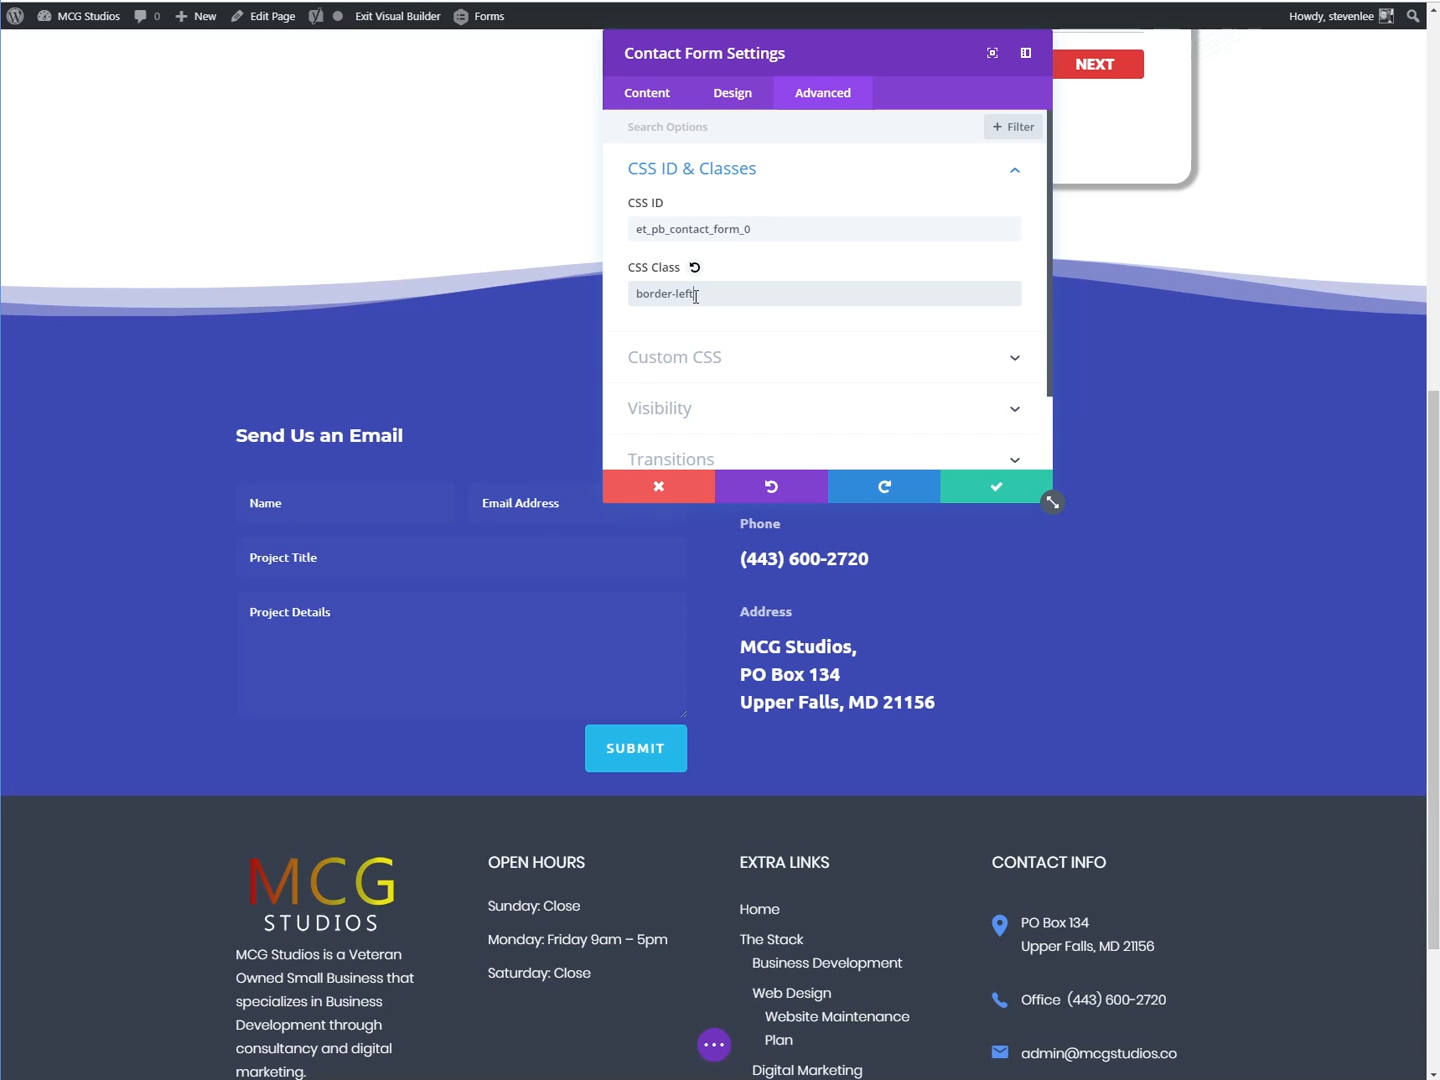 MCG Studios 0 New Edit Page Exit Visual Builder Forms Howdy, stevenlee
Contact Form Settings
NEXT
Content Design Advanced
Search Options + Filter
CSS ID & Classes
CSS ID
et_pb_contact_form_0
CSS Class
border-left
Custom CSS
Visibility
Transitions
Send Us an Email
Name Email Address
Project Title
Project Details
SUBMIT
Phone
(443) 600-2720
Address
MCG Studios,
PO Box 134
Upper Falls, MD 21156
MCG
STUDIOS
MCG Studios is a Veteran
Owned Small Business that
specializes in Business
Development through
consultancy and digital
marketing.
OPEN HOURS
Sunday: Close
Monday: Friday 9am – 5pm
Saturday: Close
EXTRA LINKS
Home
The Stack
Business Development
Web Design
Website Maintenance
Plan
Digital Marketing
CONTACT INFO
PO Box 134
Upper Falls, MD 21156
Office (443) 600-2720
admin@mcgstudios.co